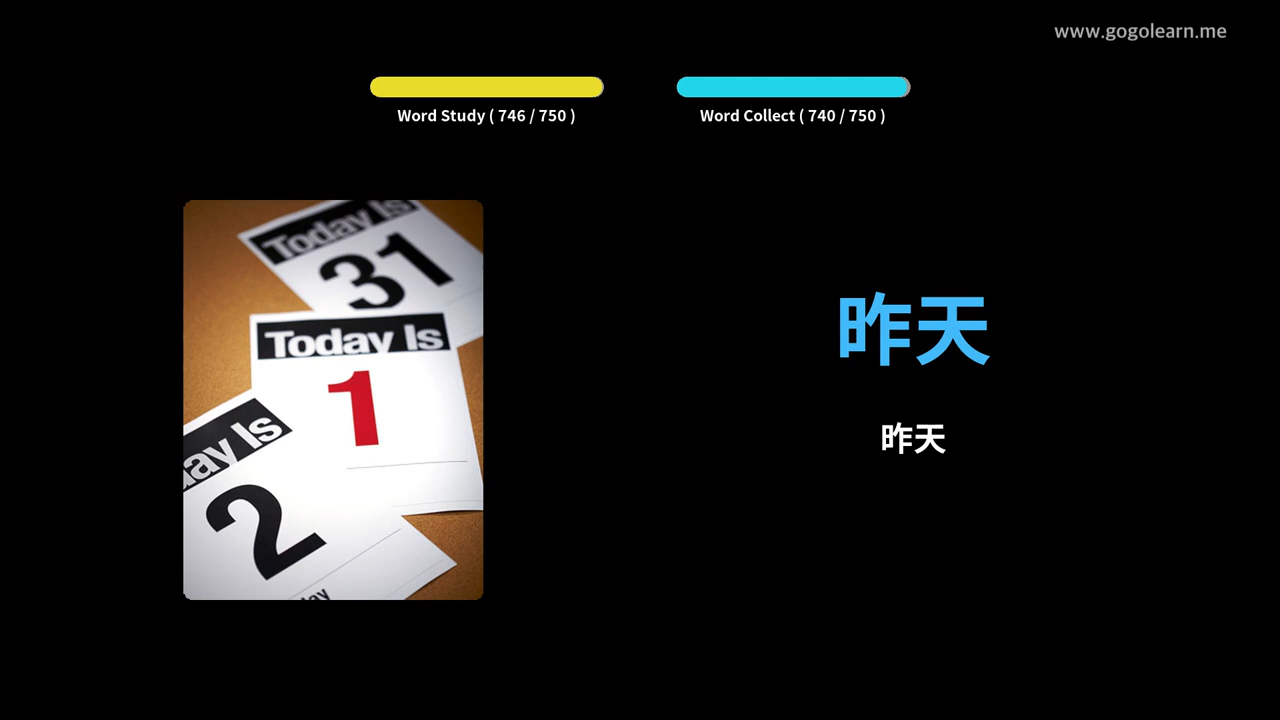 www.gogolearn.me
Word Study ( 746 / 750 )
Word Collect ( 740 / 750 )
Today Is
31
Today Is
1
day Is
2
昨天
昨天